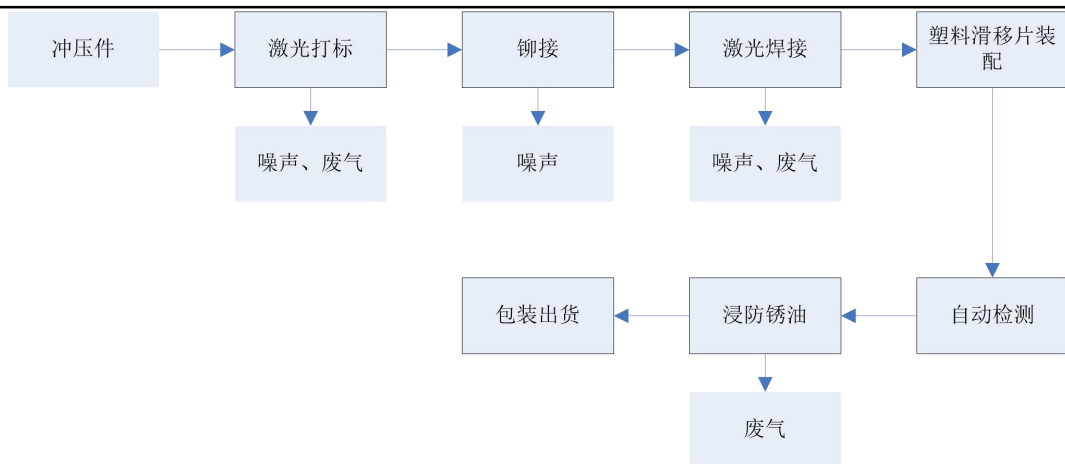 冲压件
激光打标
铆接
激光焊接
塑料滑移片装
配
噪声、废气
噪声
噪声、废气
包装出货
浸防锈油
自动检测
废气